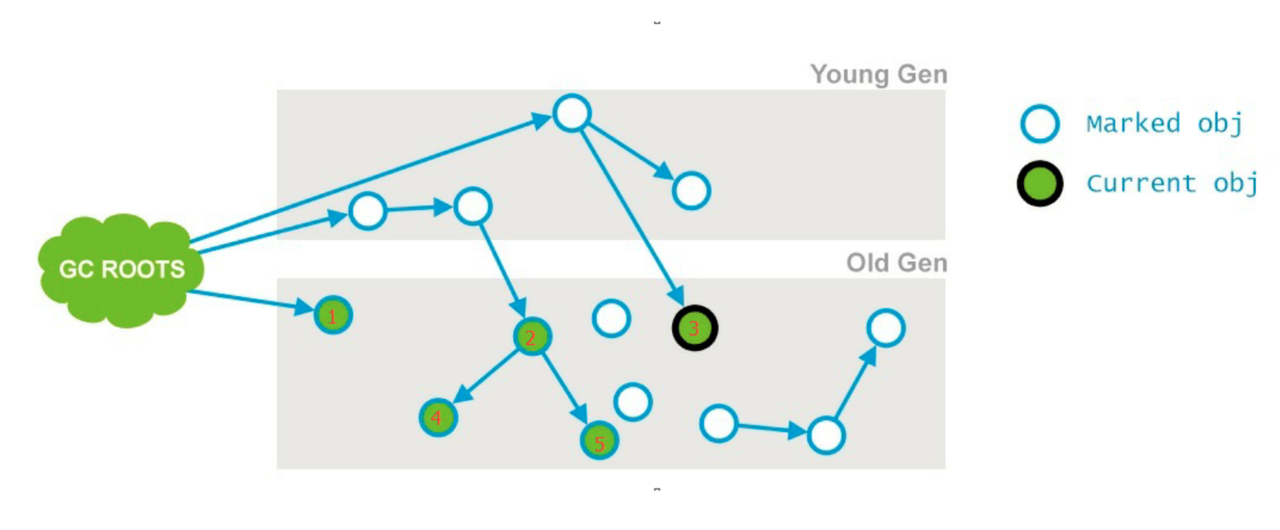 Young Gen
Marked obj
Current obj
GC ROOTS
Old Gen
1
2
3
4
5